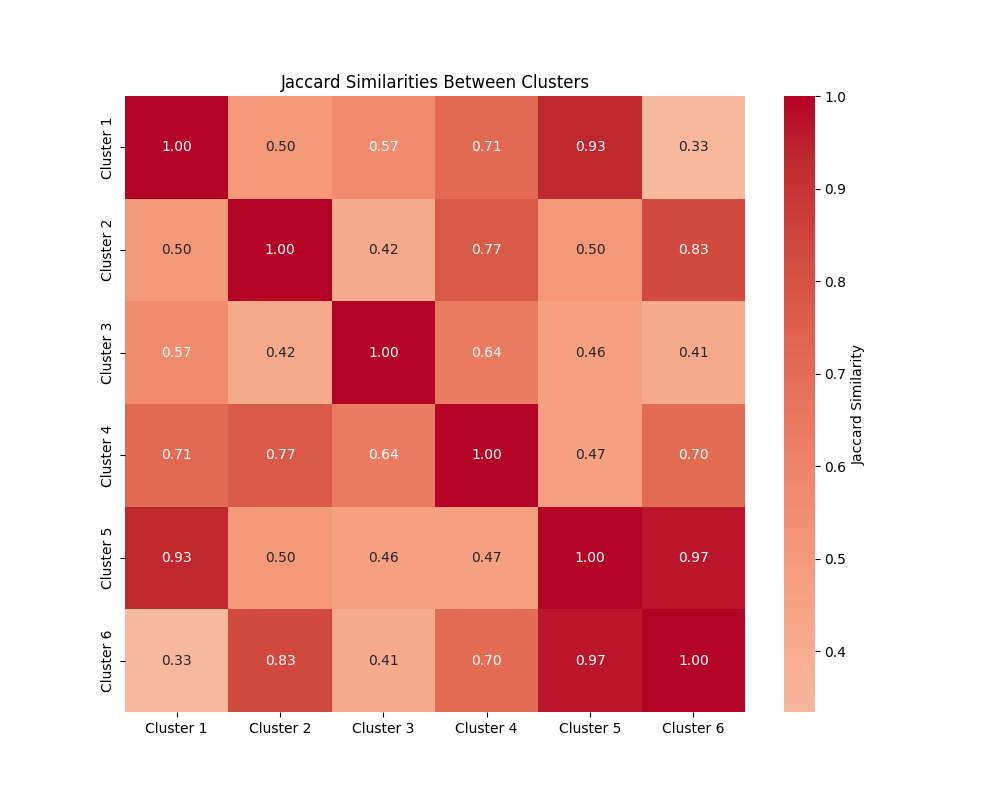 Jaccard Similarities Between Clusters
Cluster 1 1.00 0.50 0.57 0.71 0.93 0.33
Cluster 2 0.50 1.00 0.42 0.77 0.50 0.83
Cluster 3 0.57 0.42 1.00 0.64 0.46 0.41
Cluster 4 0.71 0.77 0.64 1.00 0.47 0.70
Cluster 5 0.93 0.50 0.46 0.47 1.00 0.97
Cluster 6 0.33 0.83 0.41 0.70 0.97 1.00
Cluster 1 Cluster 2 Cluster 3 Cluster 4 Cluster 5 Cluster 6
1.0
0.9
0.8
0.7
0.6
0.5
0.4
Jaccard Similarity